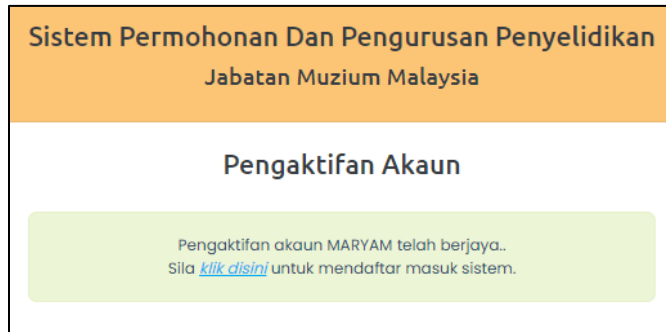 Sistem Permohonan Dan Pengurusan Penyelidikan
Jabatan Muzium Malaysia
Pengaktifan Akaun
Pengaktifan akaun MARYAM telah berjaya..
Sila klik disini untuk mendaftar masuk sistem.